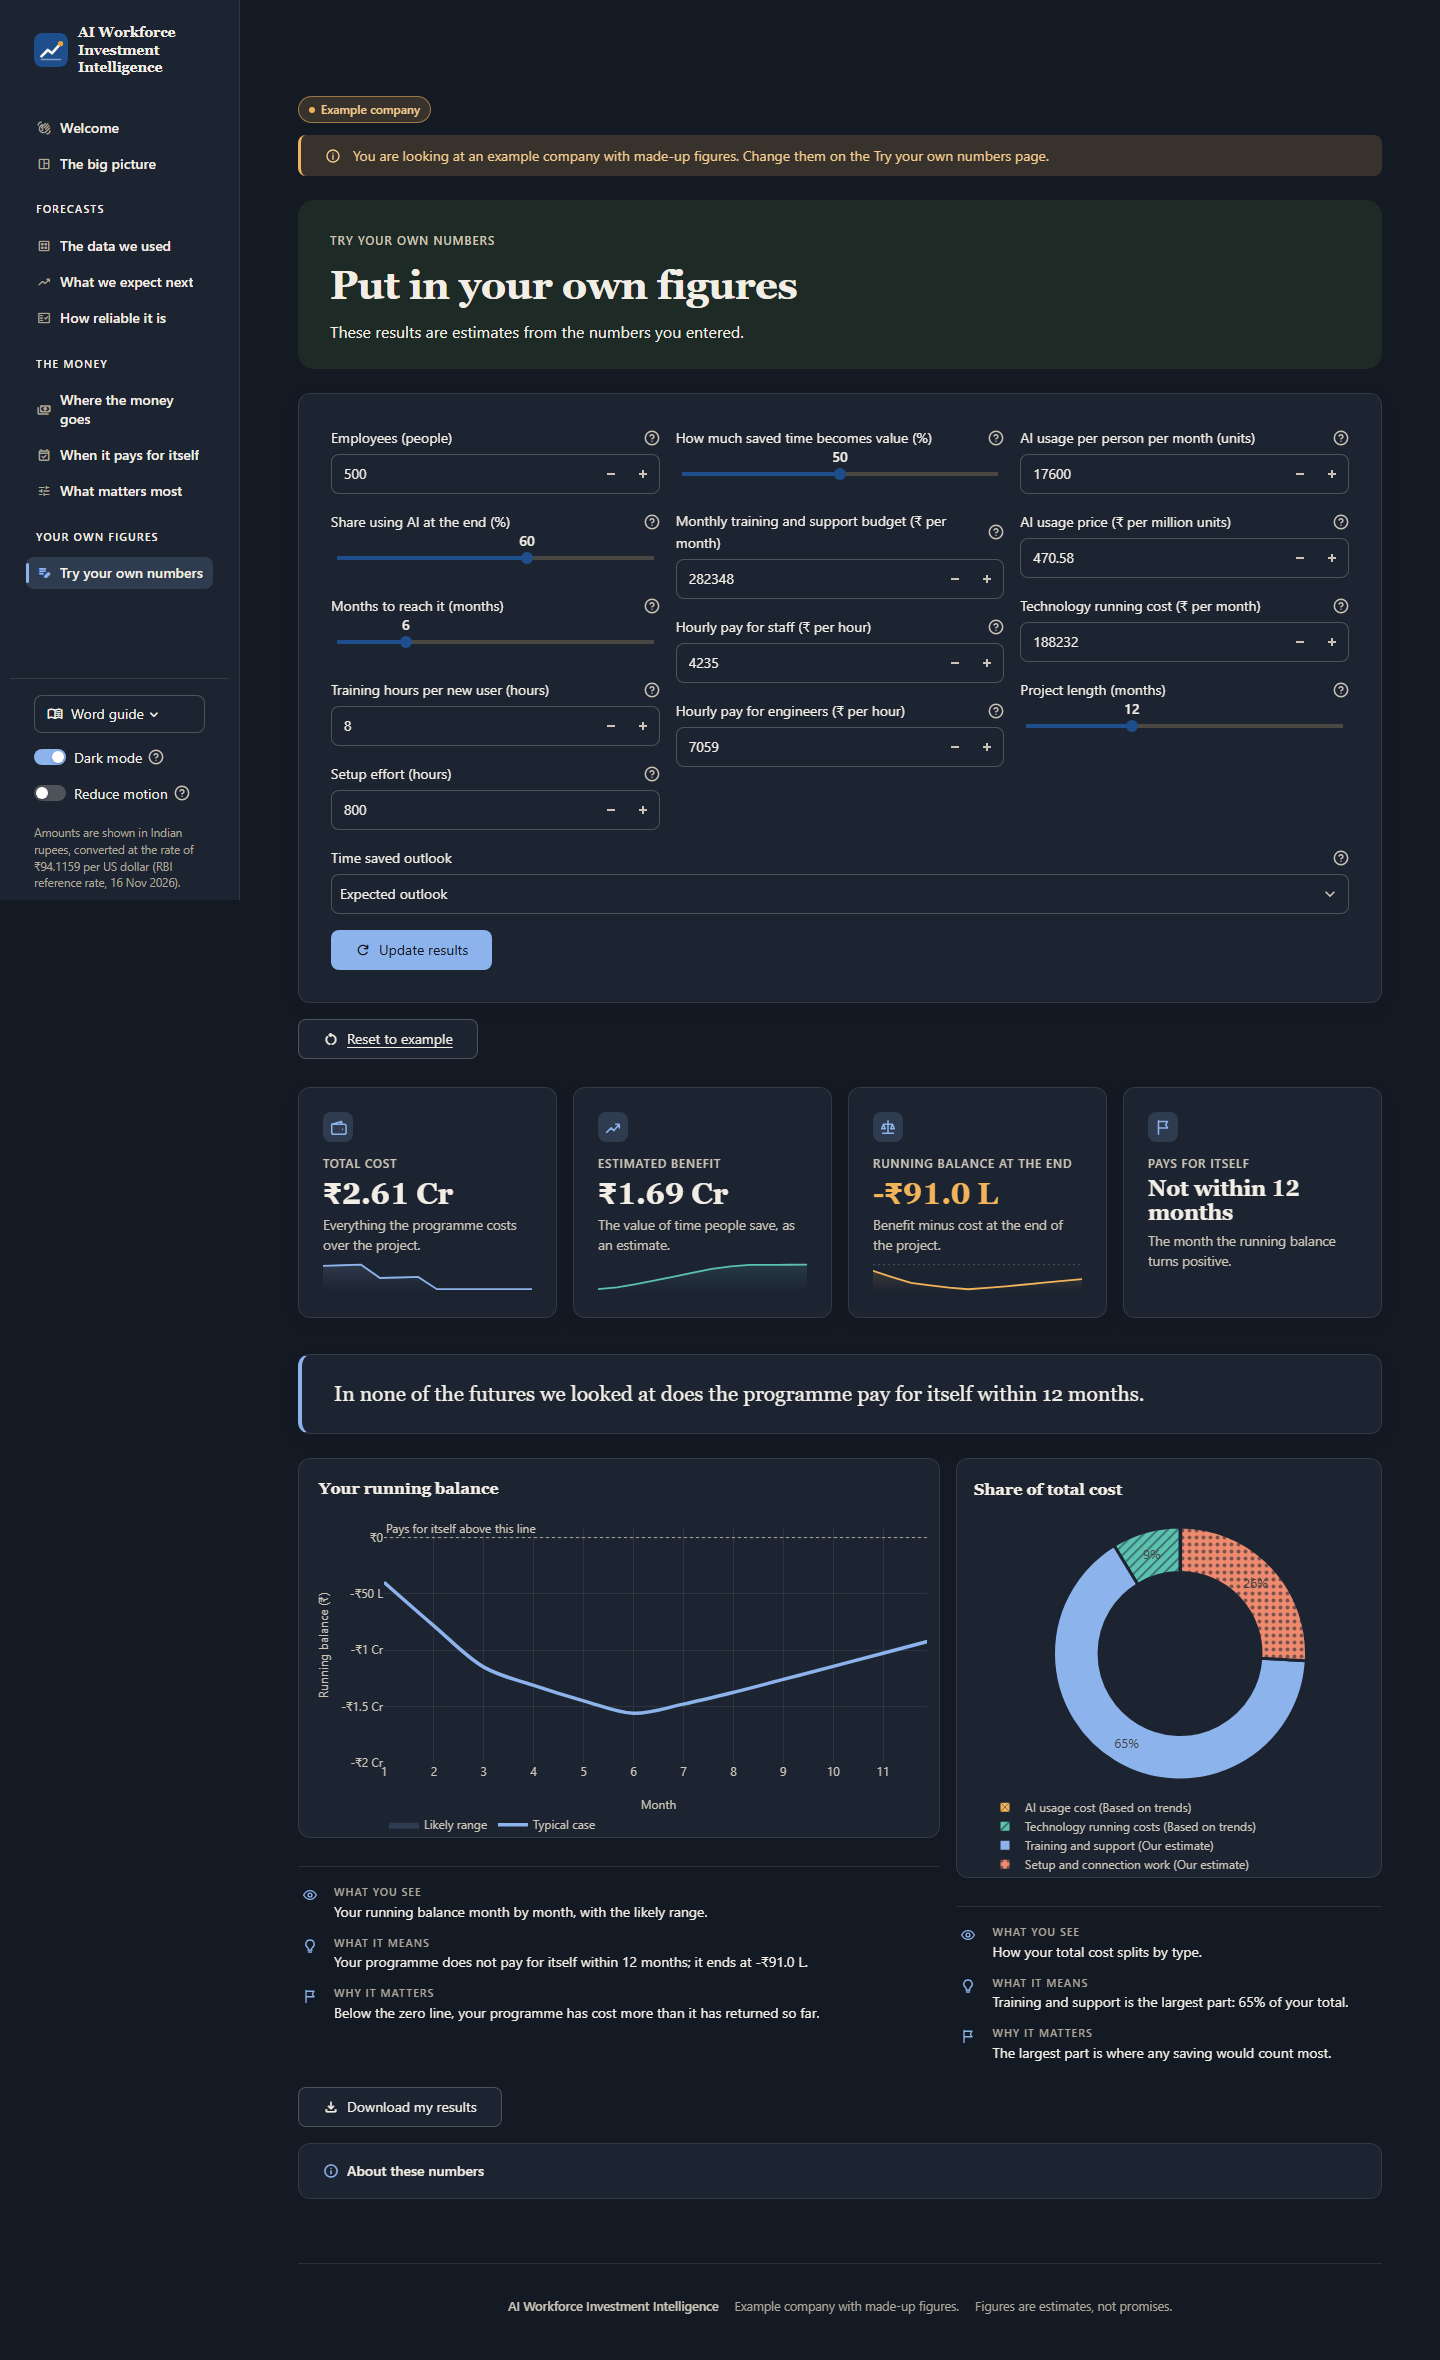 AI Workforce
Investment
Intelligence
Welcome
The big picture
FORECASTS
The data we used
What we expect next
How reliable it is
THE MONEY
Where the money
goes
When it pays for itself
What matters most
YOUR OWN FIGURES
Try your own numbers
Word guide
Dark mode
Reduce motion
Amounts are shown in Indian
rupees, converted at the rate of
₹94.1159 per US dollar (RBI
reference rate, 16 Nov 2026).
Example company
You are looking at an example company with made-up figures. Change them on the Try your own numbers page.
TRY YOUR OWN NUMBERS
Put in your own figures
These results are estimates from the numbers you entered.
Employees (people)
500
Share using AI at the end (%)
60
Months to reach it (months)
6
Training hours per new user (hours)
8
Setup effort (hours)
800
How much saved time becomes value (%)
50
Monthly training and support budget (₹ per
month)
282348
Hourly pay for staff (₹ per hour)
4235
Hourly pay for engineers (₹ per hour)
7059
AI usage per person per month (units)
17600
AI usage price (₹ per million units)
470.58
Technology running cost (₹ per month)
188232
Project length (months)
12
Time saved outlook
Expected outlook
Update results
Reset to example
TOTAL COST
₹2.61 Cr
Everything the programme costs
over the project.
ESTIMATED BENEFIT
₹1.69 Cr
The value of time people save, as
an estimate.
RUNNING BALANCE AT THE END
-₹91.0 L
Benefit minus cost at the end of
the project.
PAYS FOR ITSELF
Not within 12
months
The month the running balance
turns positive.
In none of the futures we looked at does the programme pay for itself within 12 months.
Your running balance
Pays for itself above this line
₹0
-₹50 L
-₹1 Cr
-₹1.5 Cr
-₹2 Cr
Running balance (₹)
1 2 3 4 5 6 7 8 9 10 11
Month
Likely range
Typical case
WHAT YOU SEE
Your running balance month by month, with the likely range.
WHAT IT MEANS
Your programme does not pay for itself within 12 months; it ends at -₹91.0 L.
WHY IT MATTERS
Below the zero line, your programme has cost more than it has returned so far.
Share of total cost
9%
26%
65%
AI usage cost (Based on trends)
Technology running costs (Based on trends)
Training and support (Our estimate)
Setup and connection work (Our estimate)
WHAT YOU SEE
How your total cost splits by type.
WHAT IT MEANS
Training and support is the largest part: 65% of your total.
WHY IT MATTERS
The largest part is where any saving would count most.
Download my results
About these numbers
AI Workforce Investment Intelligence Example company with made-up figures. Figures are estimates, not promises.